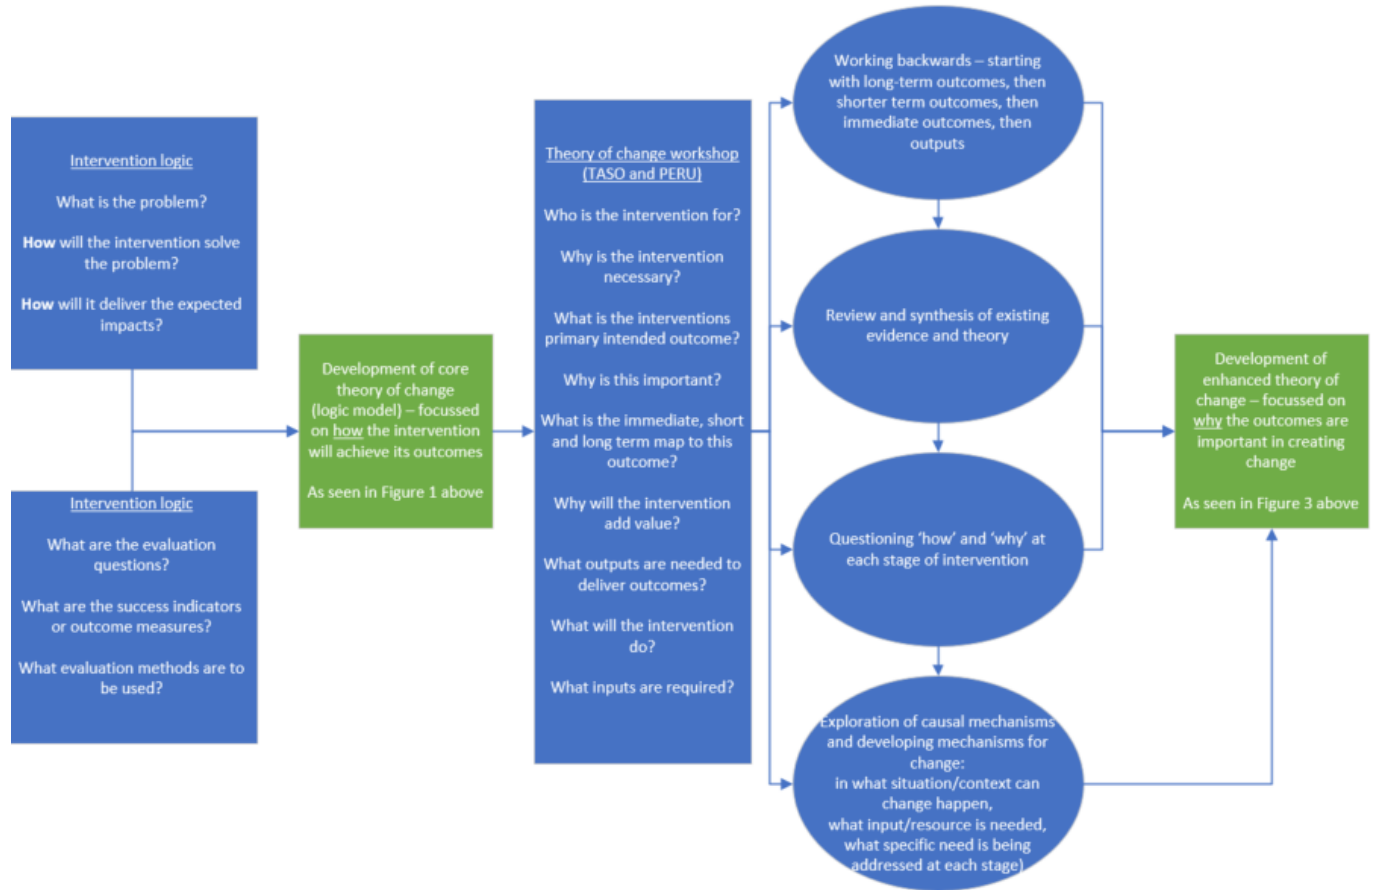 Intervention logic
What is the problem?
How will the intervention solve
the problem?
How will it deliver the expected
impacts?
Intervention logic
What are the evaluation
questions?
What are the success indicators
or outcome measures?
What evaluation methods are to
be used?
Development of core
theory of change
(logic model) – focussed
on how the intervention
will achieve its outcomes
As seen in Figure 1 above
Theory of change workshop
(TASO and PERU)
Who is the intervention for?
Why is the intervention
necessary?
What is the interventions
primary intended outcome?
Why is this important?
What is the immediate, short
and long term map to this
outcome?
Why will the intervention
add value?
What outputs are needed to
deliver outcomes?
What will the intervention
do?
What inputs are required?
Working backwards – starting
with long-term outcomes, then
shorter term outcomes, then
immediate outcomes, then
outputs
Review and synthesis of existing
evidence and theory
Questioning ‘how’ and ‘why’ at
each stage of intervention
Exploration of causal mechanisms
and developing mechanisms for
change:
in what situation/context can
change happen,
what input/resource is needed,
what specific need is being
addressed at each stage)
Development of
enhanced theory of
change – focussed on
why the outcomes are
important in creating
change
As seen in Figure 3 above